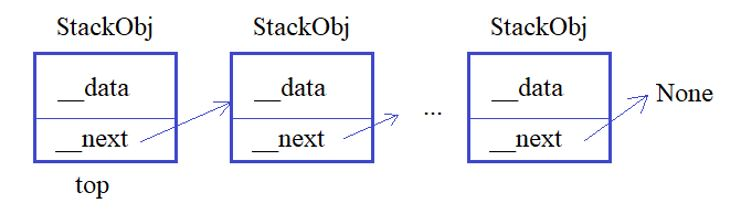 StackObj StackObj StackObj
__data __data __data None
...
__next __next __next
top